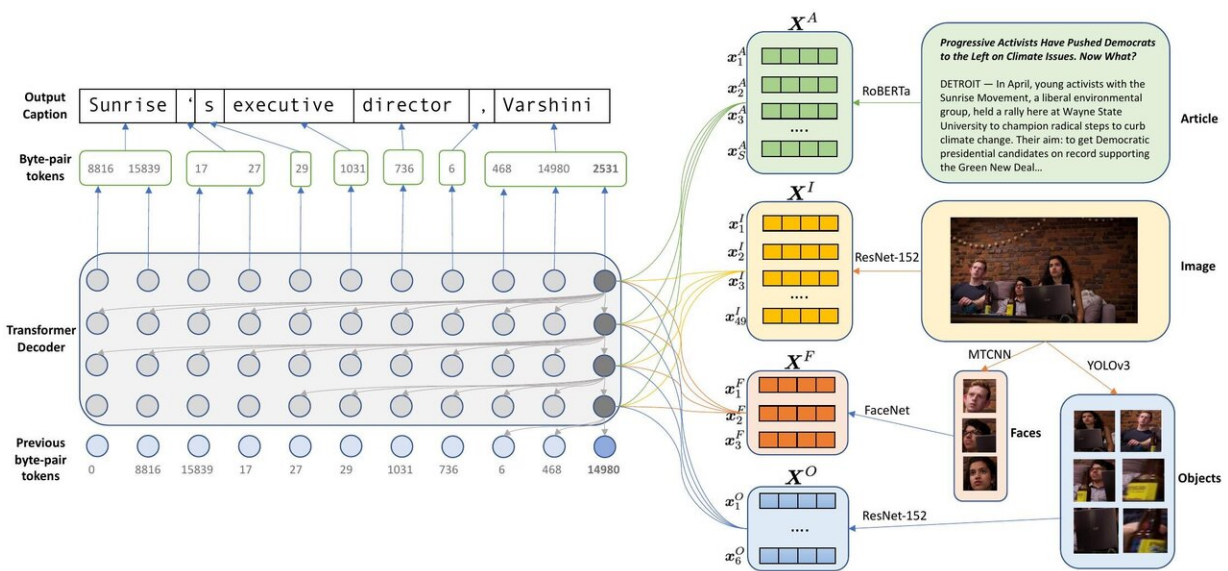 Output
Caption
Sunrise ‘ s executive director , Varshini
Byte-pair
tokens
8816 15839 17 27 29 1031 736 6 468 14980 2531
Transformer
Decoder
Previous
byte-pair
tokens
0 8816 15839 17 27 29 1031 736 6 468 14980
X^A
x_1^A
x_2^A
x_3^A
....
x_S^A
RoBERTa
Progressive Activists Have Pushed Democrats
to the Left on Climate Issues. Now What?
DETROIT — In April, young activists with the
Sunrise Movement, a liberal environmental
group, held a rally here at Wayne State
University to champion radical steps to curb
climate change. Their aim: to get Democratic
presidential candidates on record supporting
the Green New Deal…
Article
X^I
x_1^I
x_2^I
x_3^I
....
x_49^I
ResNet-152
Image
MTCNN
YOLOv3
X^F
x_1^F
x_2^F
x_3^F
FaceNet
Faces
X^O
x_1^O
....
x_6^O
ResNet-152
Objects